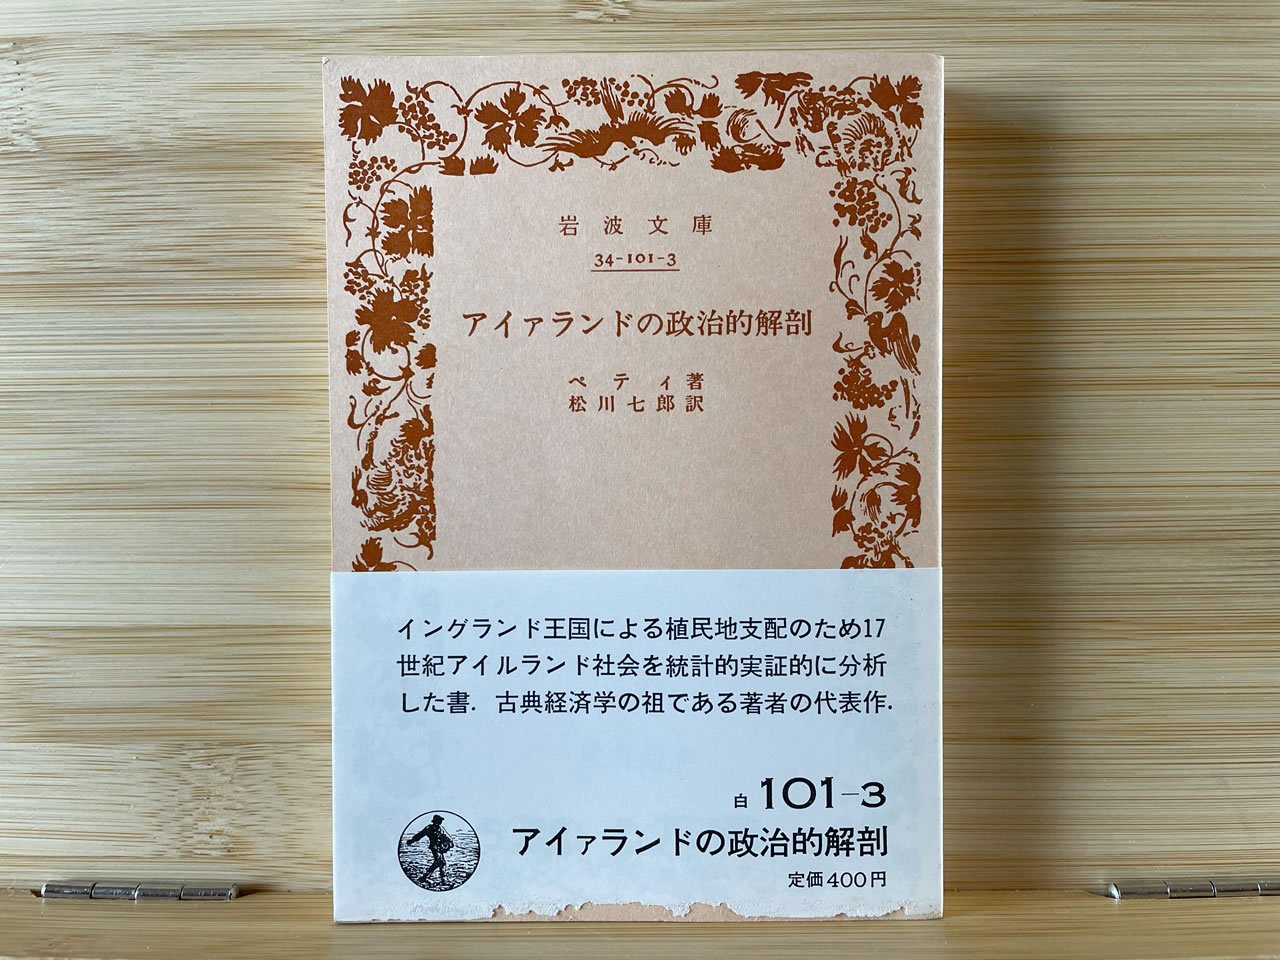 岩波文庫
34-101-3
アイァランドの政治的解剖
ペティ著
松川七郎訳
イングランド王国による植民地支配のため17
世紀アイルランド社会を統計的実証的に分析
した書．古典経済学の祖である著者の代表作．
白 101-3
アイァランドの政治的解剖
定価400円